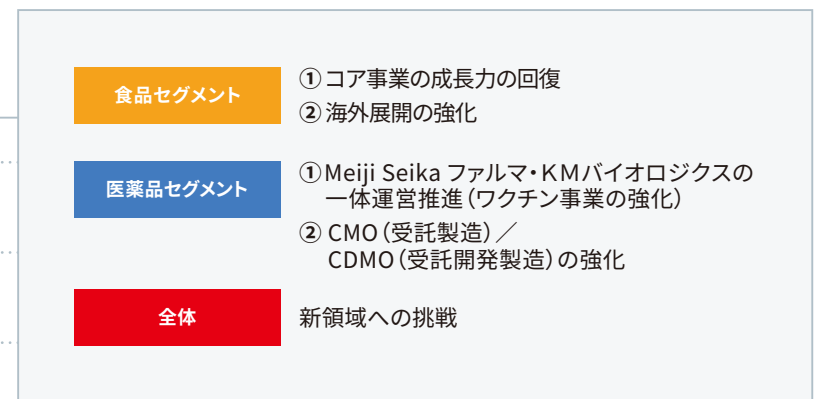 食品セグメント
①コア事業の成長力の回復
②海外展開の強化
医薬品セグメント
①Meiji Seika ファルマ・KMバイオロジクスの
一体運営推進（ワクチン事業の強化）
② CMO（受託製造）／
CDMO（受託開発製造）の強化
全体
新領域への挑戦